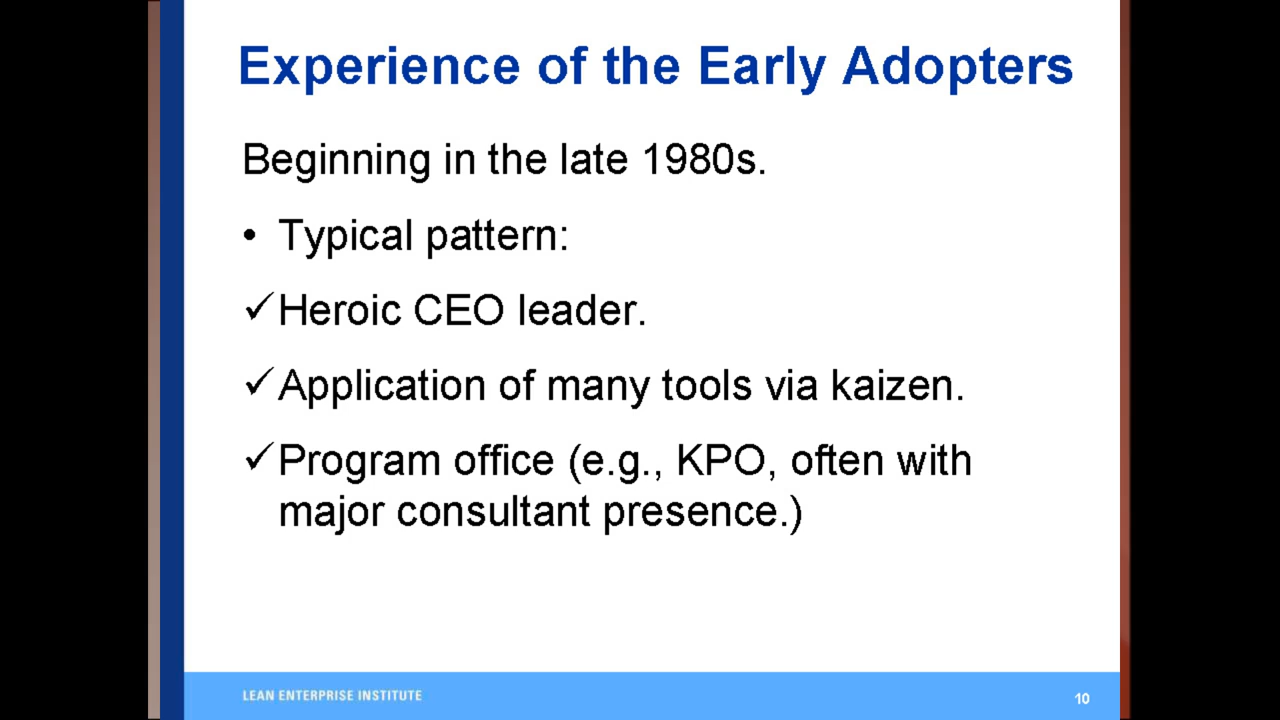 Experience of the Early Adopters
Beginning in the late 1980s.
• Typical pattern:
✓Heroic CEO leader.
✓Application of many tools via kaizen.
✓Program office (e.g., KPO, often with
major consultant presence.)
LEAN ENTERPRISE INSTITUTE
10